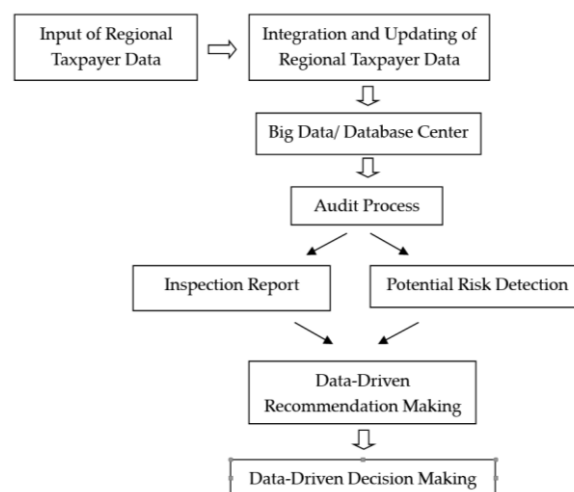 Input of Regional
Taxpayer Data
Integration and Updating of
Regional Taxpayer Data
Big Data/ Database Center
Audit Process
Inspection Report
Potential Risk Detection
Data-Driven
Recommendation Making
Data-Driven Decision Making